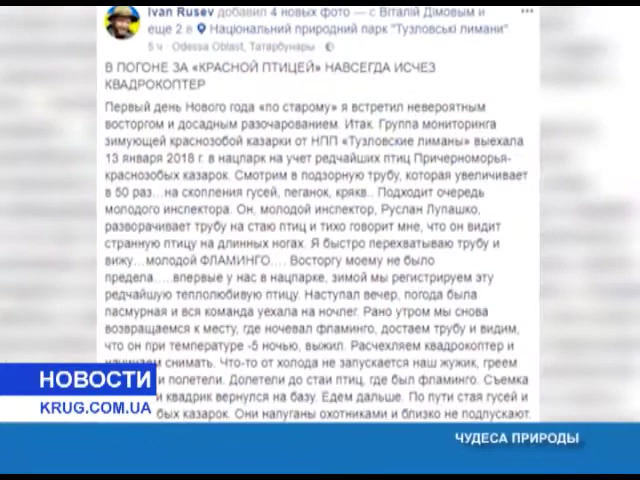 Ivan Rusev добавил 4 новых фото — с Віталій Дімовым и
еще 2 в Національний природний парк "Тузловські лимани".
5 ч · Odessa Oblast, Татарбунары ·
В ПОГОНЕ ЗА «КРАСНОЙ ПТИЦЕЙ» НАВСЕГДА ИСЧЕЗ
КВАДРОКОПТЕР
Первый день Нового года «по старому» я встретил невероятным
восторгом и досадным разочарованием. Итак. Группа мониторинга
зимующей краснозобой казарки от НПП «Тузловские лиманы» выехала
13 января 2018 г. в нацпарк на учет редчайших птиц Причерноморья-
краснозобых казарок. Смотрим в подзорную трубу, которая увеличивает
в 50 раз…на скопления гусей, пеганок, крякв.. Подходит очередь
молодого инспектора. Он, молодой инспектор, Руслан Лупашко,
разворачивает трубу на стаю птиц и тихо говорит мне, что он видит
странную птицу на длинных ногах. Я быстро перехватываю трубу и
вижу…молодой ФЛАМИНГО…. Восторгу моему не было
предела…..впервые у нас в нацпарке, зимой мы регистрируем эту
редчайшую теплолюбивую птицу. Наступал вечер, погода была
пасмурная и вся команда уехала на ночлег. Рано утром мы снова
возвращаемся к месту, где ночевал фламинго, достаем трубу и видим,
что он при температуре -5 ночью, выжил. Расчехляем квадрокоптер и
начинаем снимать. Что-то от холода не запускается наш жужик, греем
и полетели. Долетели до стаи птиц, где был фламинго. Съемка
и квадрик вернулся на базу. Едем дальше. По пути стая гусей и
бых казарок. Они напуганы охотниками и близко не подпускают.
НОВОСТИ
KRUG.COM.UA
ЧУДЕСА ПРИРОДЫ